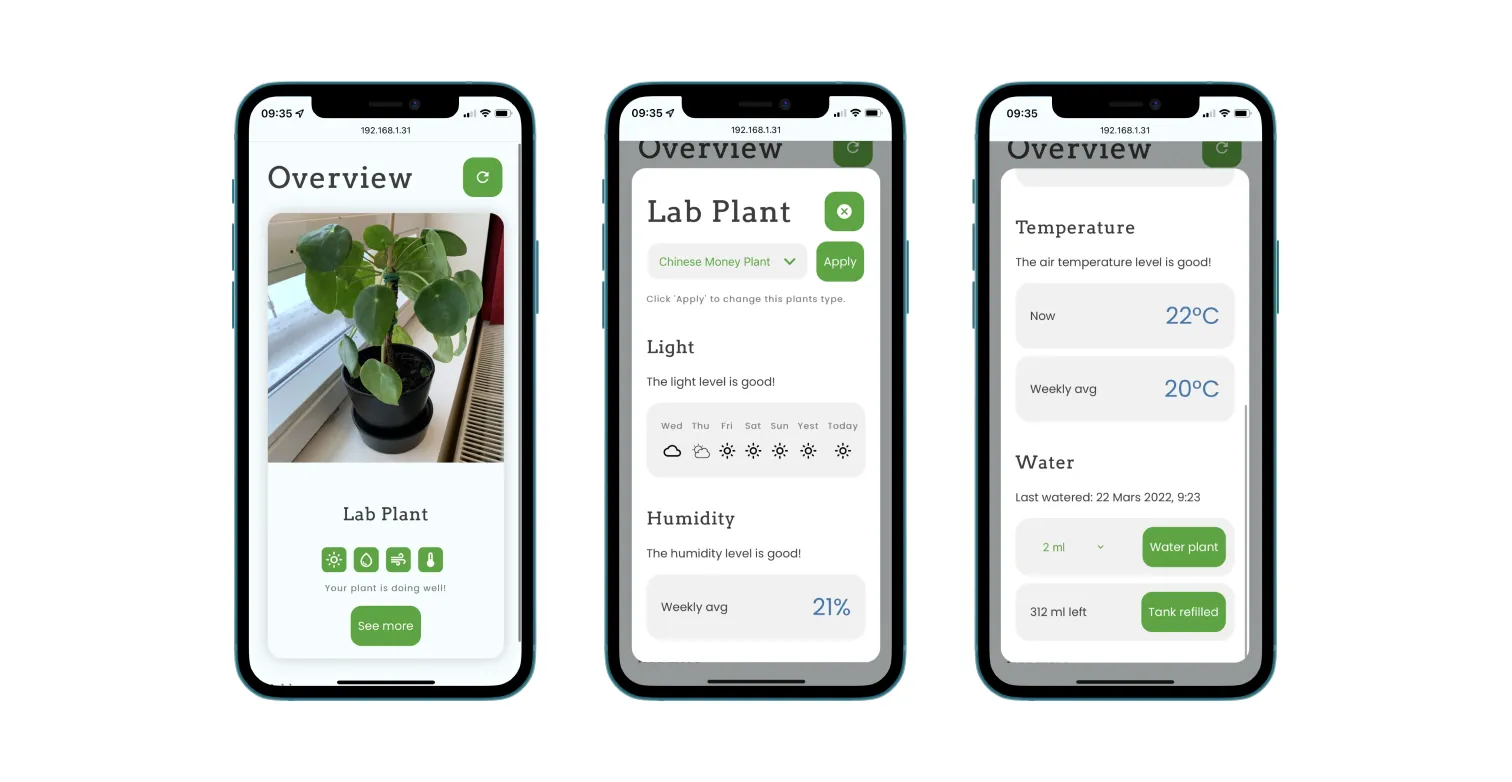 09:35
192.168.1.31
Overview
Lab Plant
Your plant is doing well!
See more
09:35
192.168.1.31
Overview
Lab Plant
Chinese Money Plant
Apply
Click 'Apply' to change this plants type.
Light
The light level is good!
Wed Thu Fri Sat Sun Yest Today
Humidity
The humidity level is good!
Weekly avg 21%
09:35
192.168.1.31
Overview
Temperature
The air temperature level is good!
Now 22°C
Weekly avg 20°C
Water
Last watered: 22 Mars 2022, 9:23
2 ml Water plant
312 ml left Tank refilled